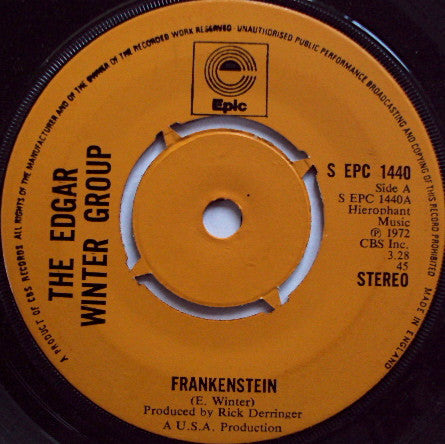 OF THE MANUFACTURER AND OF THE OWNER OF THE RECORDED WORK RESERVED - UNAUTHORISED PUBLIC PERFORMANCE BROADCASTING AND COPYING OF THIS RECORD PROHIBITED
MADE IN ENGLAND
A PRODUCT OF CBS RECORDS ALL RIGHTS
e
Epic
THE EDGAR
WINTER GROUP
S EPC 1440
Side A
S EPC 1440A
Hierophant
Music
℗ 1972
CBS Inc.
3.28
45
STEREO
FRANKENSTEIN
(E. Winter)
Produced by Rick Derringer
A U.S.A. Production